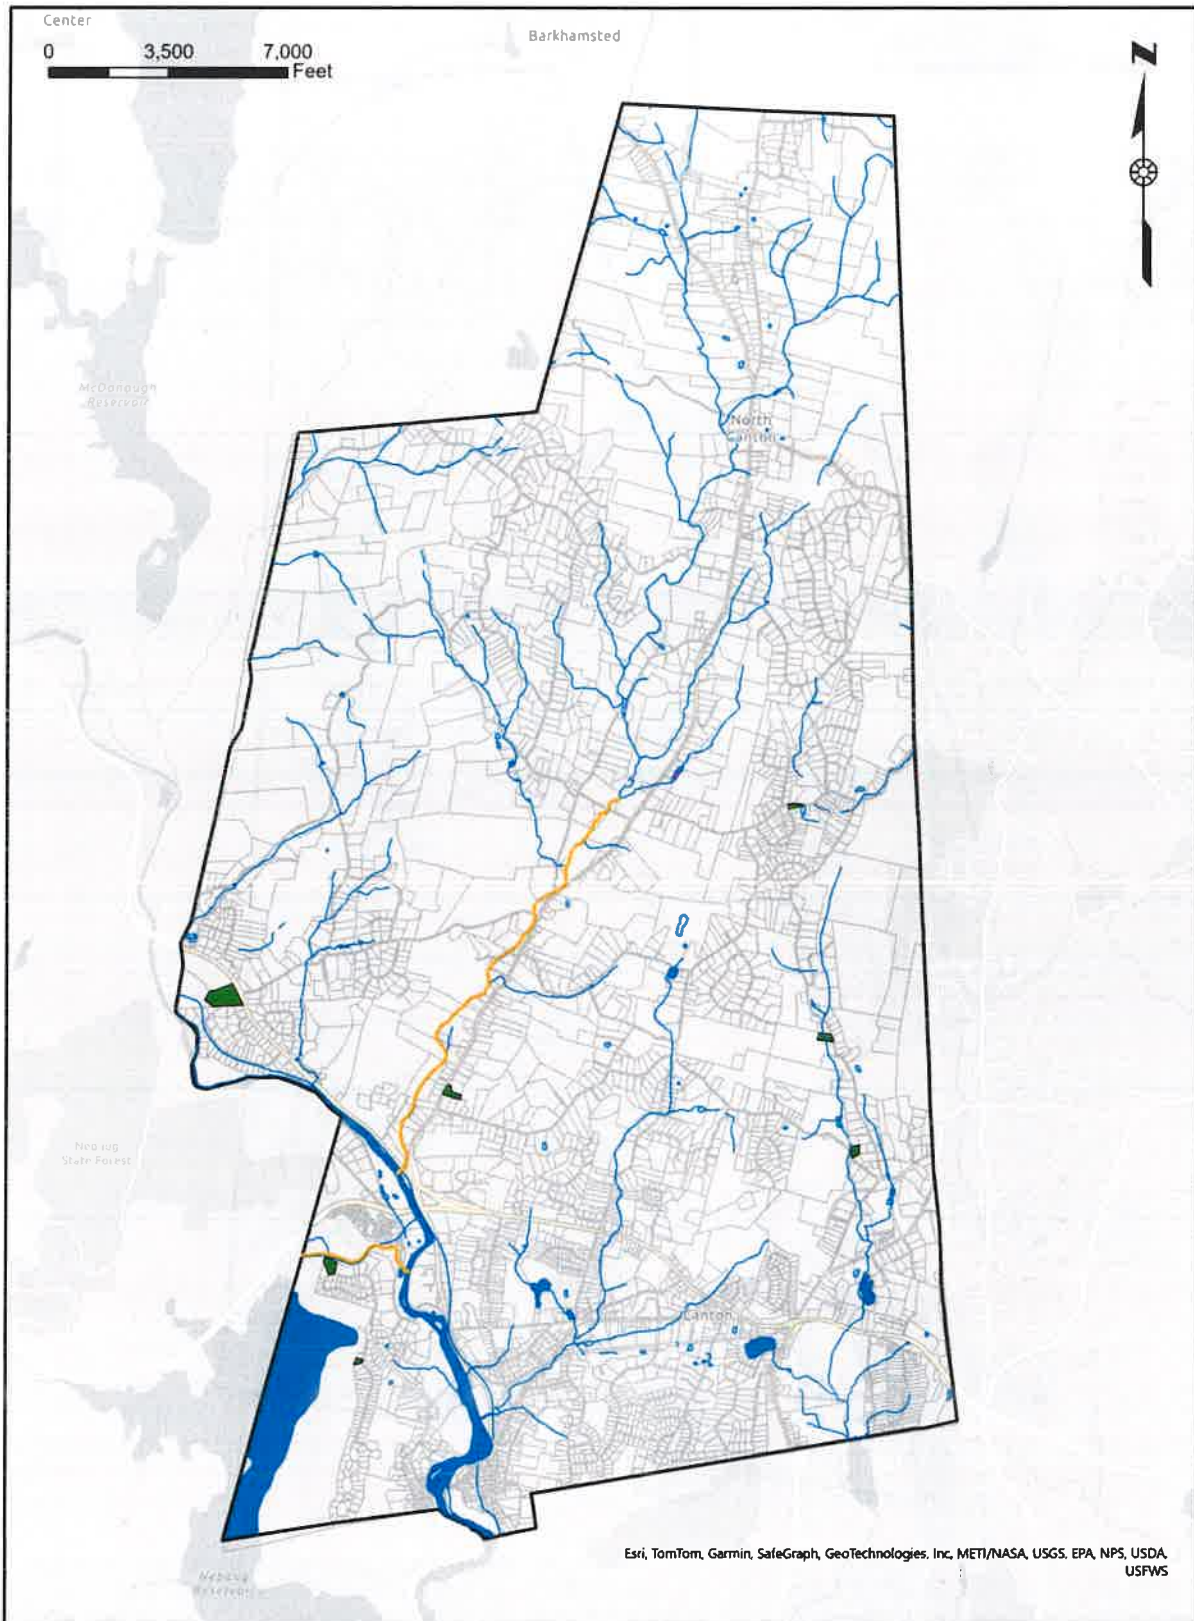 Center
Barkhamsted
0 3,500 7,000
Feet
N
McDonough
Reservoir
North
Canton
State Forest
Canton
Nepaug
Reservoir
Esri, TomTom, Garmin, SafeGraph, GeoTechnologies, Inc, METI/NASA, USGS, EPA, NPS, USDA,
USFWS